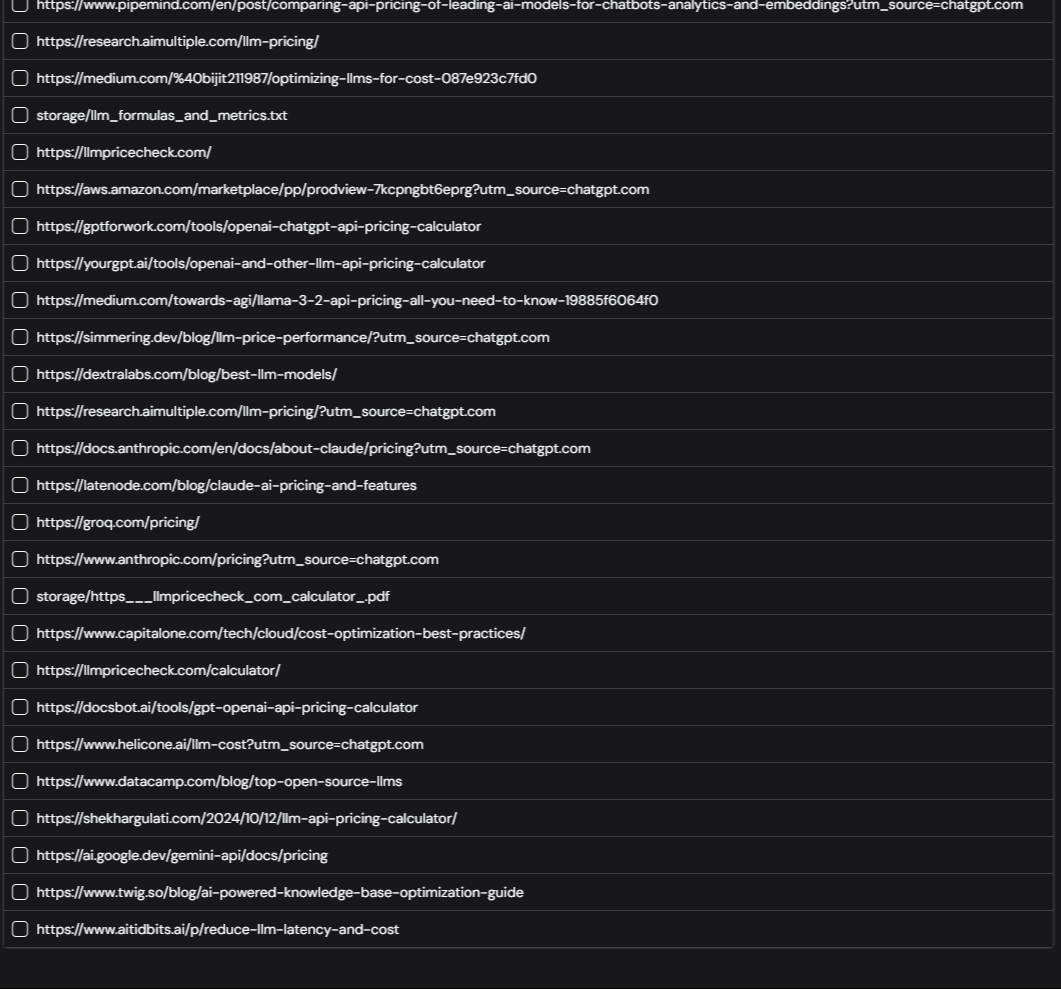 https://www.pipemind.com/en/post/comparing-api-pricing-of-leading-ai-models-for-chatbots-analytics-and-embeddings?utm_source=chatgpt.com
https://research.aimultiple.com/llm-pricing/
https://medium.com/%40bijit211987/optimizing-llms-for-cost-087e923c7fd0
storage/llm_formulas_and_metrics.txt
https://llmpricecheck.com/
https://aws.amazon.com/marketplace/pp/prodview-7kcpngbt6eprg?utm_source=chatgpt.com
https://gptforwork.com/tools/openai-chatgpt-api-pricing-calculator
https://yourgpt.ai/tools/openai-and-other-llm-api-pricing-calculator
https://medium.com/towards-agi/llama-3-2-api-pricing-all-you-need-to-know-19885f6064f0
https://simmering.dev/blog/llm-price-performance/?utm_source=chatgpt.com
https://dextralabs.com/blog/best-llm-models/
https://research.aimultiple.com/llm-pricing/?utm_source=chatgpt.com
https://docs.anthropic.com/en/docs/about-claude/pricing?utm_source=chatgpt.com
https://latenode.com/blog/claude-ai-pricing-and-features
https://groq.com/pricing/
https://www.anthropic.com/pricing?utm_source=chatgpt.com
storage/https___llmpricecheck_com_calculator_.pdf
https://www.capitalone.com/tech/cloud/cost-optimization-best-practices/
https://llmpricecheck.com/calculator/
https://docsbot.ai/tools/gpt-openai-api-pricing-calculator
https://www.helicone.ai/llm-cost?utm_source=chatgpt.com
https://www.datacamp.com/blog/top-open-source-llms
https://shekhargulati.com/2024/10/12/llm-api-pricing-calculator/
https://ai.google.dev/gemini-api/docs/pricing
https://www.twig.so/blog/ai-powered-knowledge-base-optimization-guide
https://www.aitidbits.ai/p/reduce-llm-latency-and-cost